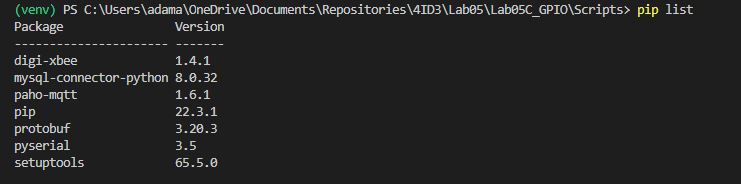 (venv) PS C:\Users\adama\OneDrive\Documents\Repositories\4ID3\Lab05\Lab05C_GPIO\Scripts> pip list
Package                Version
---------------------- -------
digi-xbee              1.4.1
mysql-connector-python 8.0.32
paho-mqtt              1.6.1
pip                    22.3.1
protobuf               3.20.3
pyserial               3.5
setuptools             65.5.0